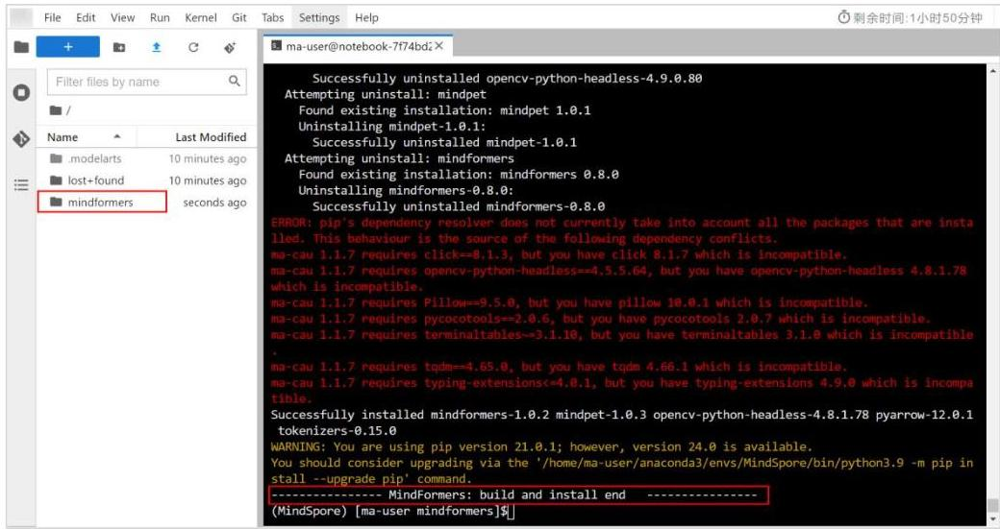 File Edit View Run Kernel Git Tabs Settings Help
剩余时间:1小时50分钟
Filter files by name
/
Name Last Modified
.modelarts 10 minutes ago
lost+found 10 minutes ago
mindformers seconds ago
ma-user@notebook-7f74bd2
Successfully uninstalled opencv-python-headless-4.9.0.80
Attempting uninstall: mindpet
Found existing installation: mindpet 1.0.1
Uninstalling mindpet-1.0.1:
Successfully uninstalled mindpet-1.0.1
Attempting uninstall: mindformers
Found existing installation: mindformers 0.8.0
Uninstalling mindformers-0.8.0:
Successfully uninstalled mindformers-0.8.0
ERROR: pip's dependency resolver does not currently take into account all the packages that are insta
lled. This behaviour is the source of the following dependency conflicts.
ma-cau 1.1.7 requires click==8.1.3, but you have click 8.1.7 which is incompatible.
ma-cau 1.1.7 requires opencv-python-headless==4.5.5.64, but you have opencv-python-headless 4.8.1.78
which is incompatible.
ma-cau 1.1.7 requires Pillow==9.5.0, but you have pillow 10.0.1 which is incompatible.
ma-cau 1.1.7 requires pycocotools==2.0.6, but you have pycocotools 2.0.7 which is incompatible.
ma-cau 1.1.7 requires terminaltables~=3.1.10, but you have terminaltables 3.1.0 which is incompatible
.
ma-cau 1.1.7 requires tqdm==4.65.0, but you have tqdm 4.66.1 which is incompatible.
ma-cau 1.1.7 requires typing-extensions<=4.0.1, but you have typing-extensions 4.9.0 which is incompa
tible.
Successfully installed mindformers-1.0.2 mindpet-1.0.3 opencv-python-headless-4.8.1.78 pyarrow-12.0.1
tokenizers-0.15.0
WARNING: You are using pip version 21.0.1; however, version 24.0 is available.
You should consider upgrading via the '/home/ma-user/anaconda3/envs/MindSpore/bin/python3.9 -m pip in
stall --upgrade pip' command.
---------------- MindFormers: build and install end ----------------
(MindSpore) [ma-user mindformers]$